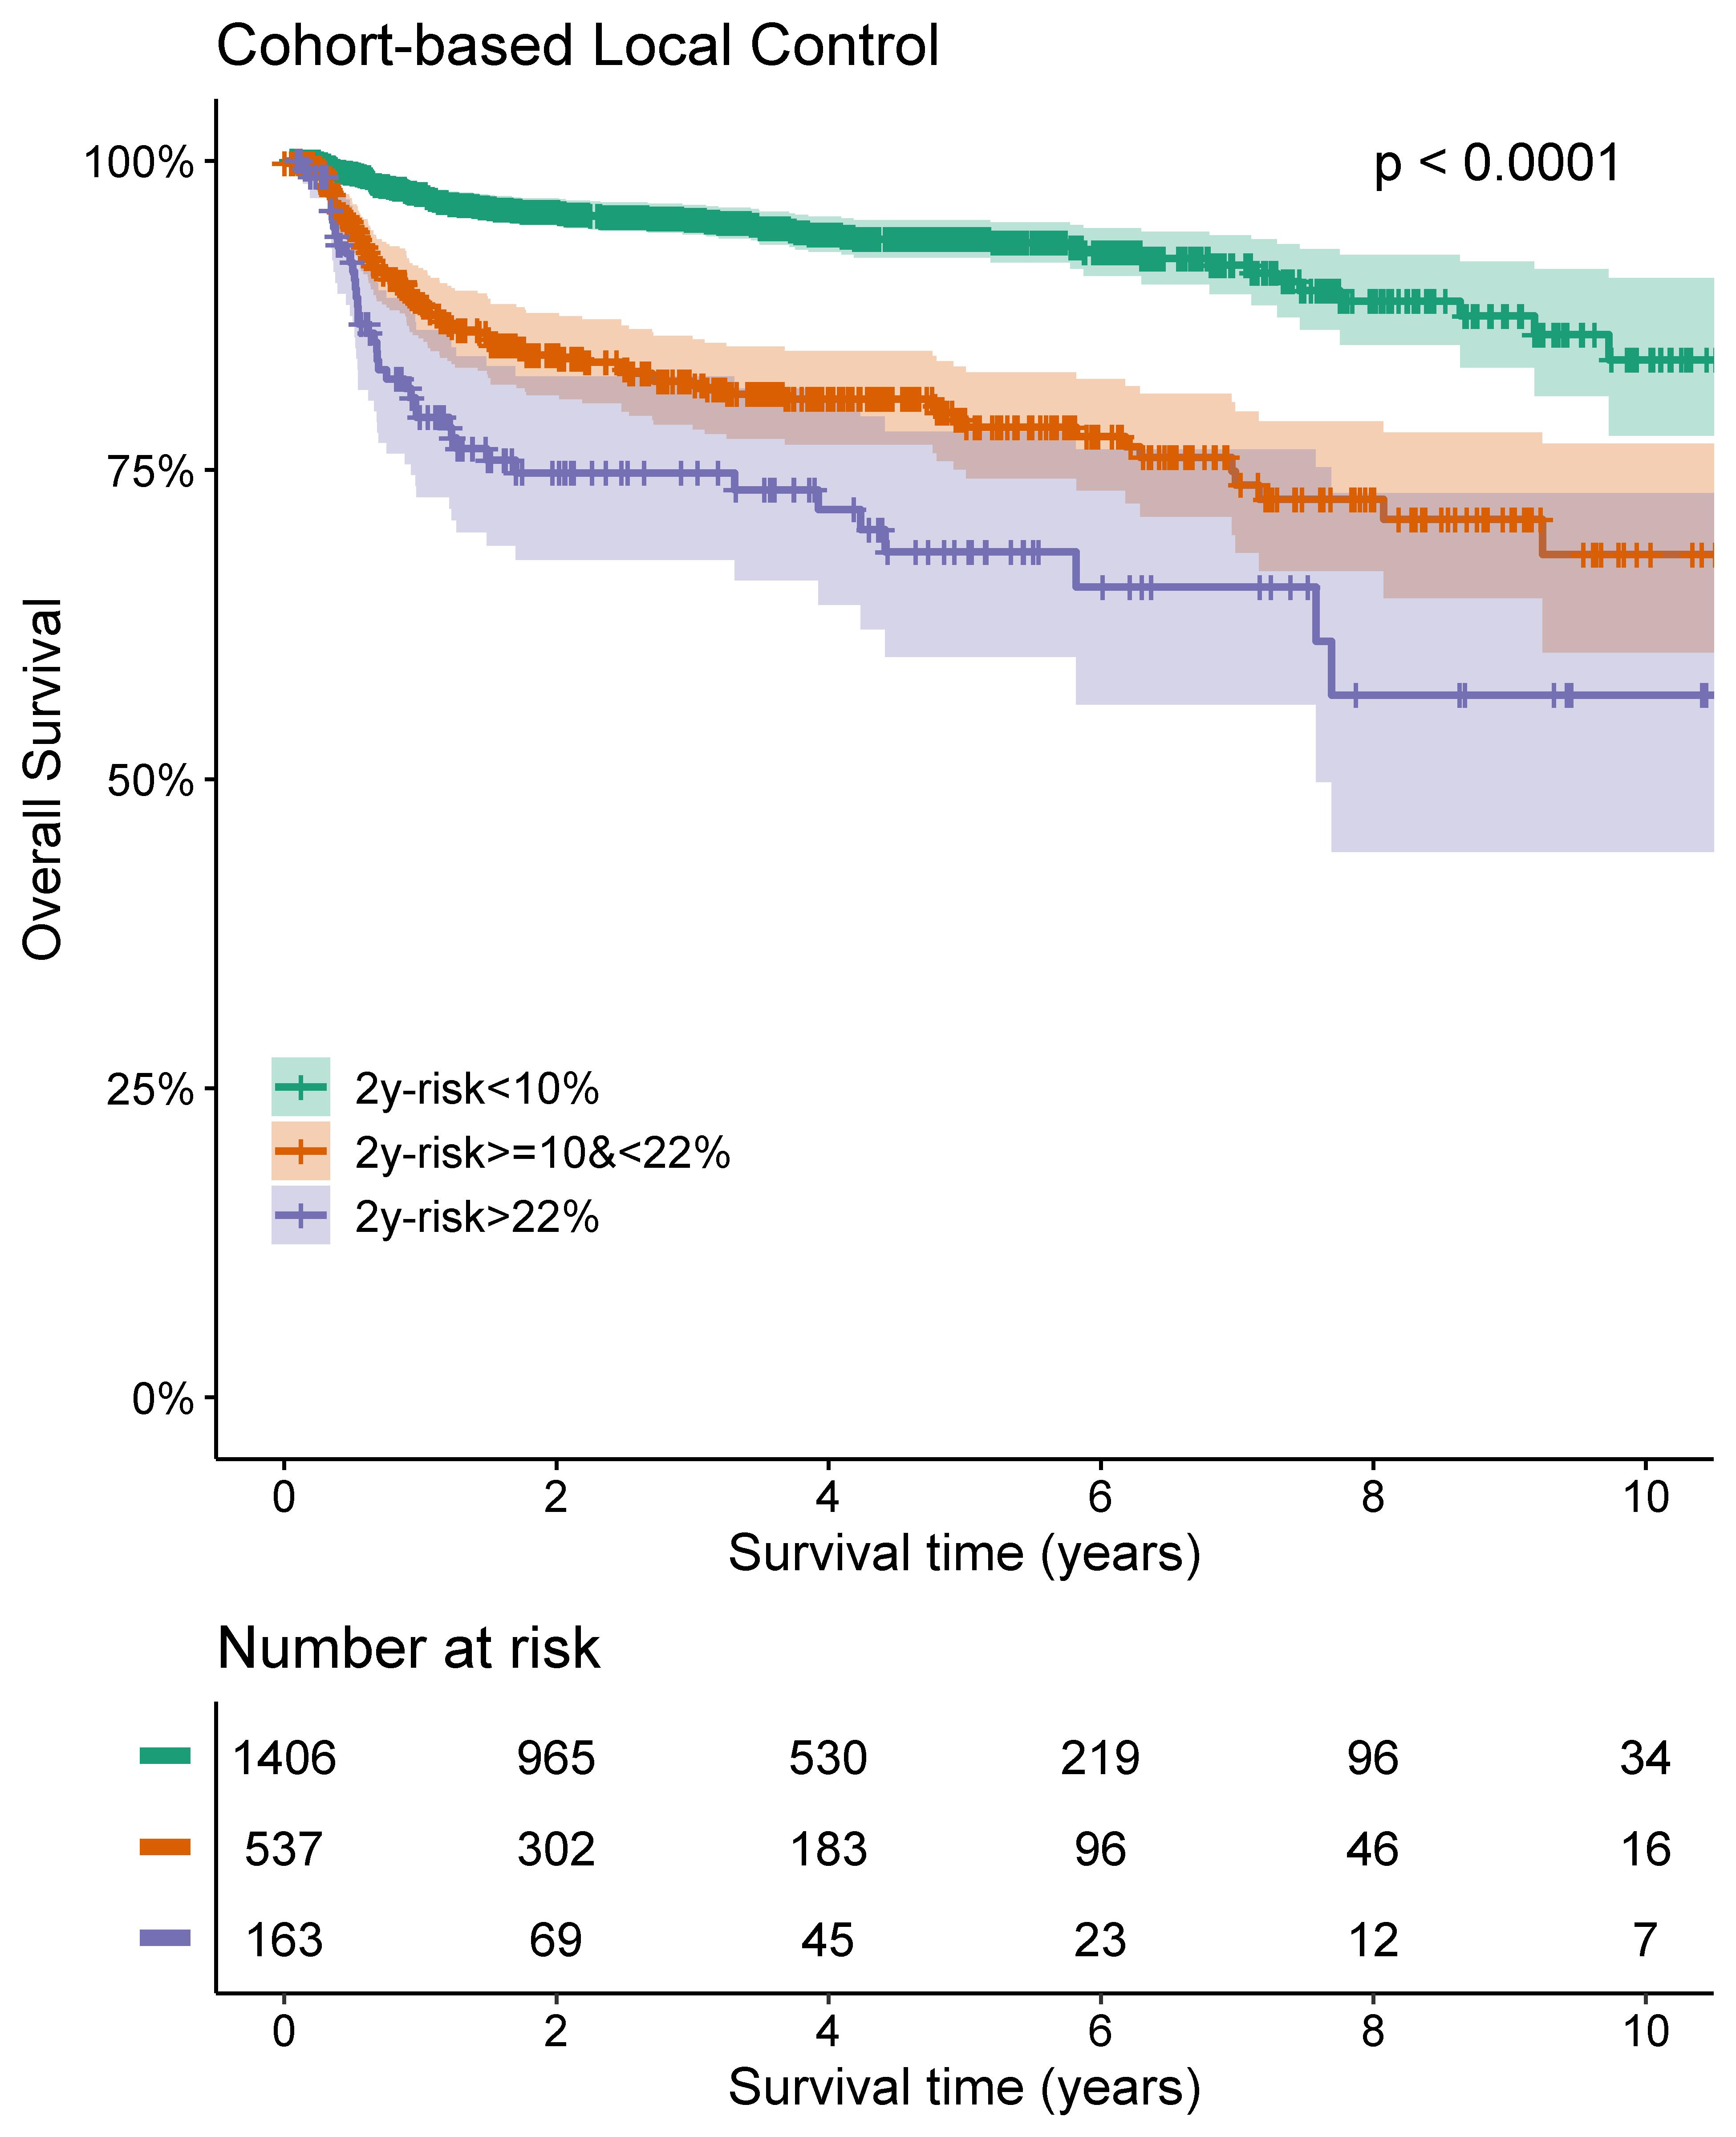 Cohort-based Local Control
p < 0.0001
100%
75%
50%
25%
0%
Overall Survival
2y-risk<10%
2y-risk>=10&<22%
2y-risk>22%
0 2 4 6 8 10
Survival time (years)
Number at risk
1406 965 530 219 96 34
537 302 183 96 46 16
163 69 45 23 12 7
0 2 4 6 8 10
Survival time (years)